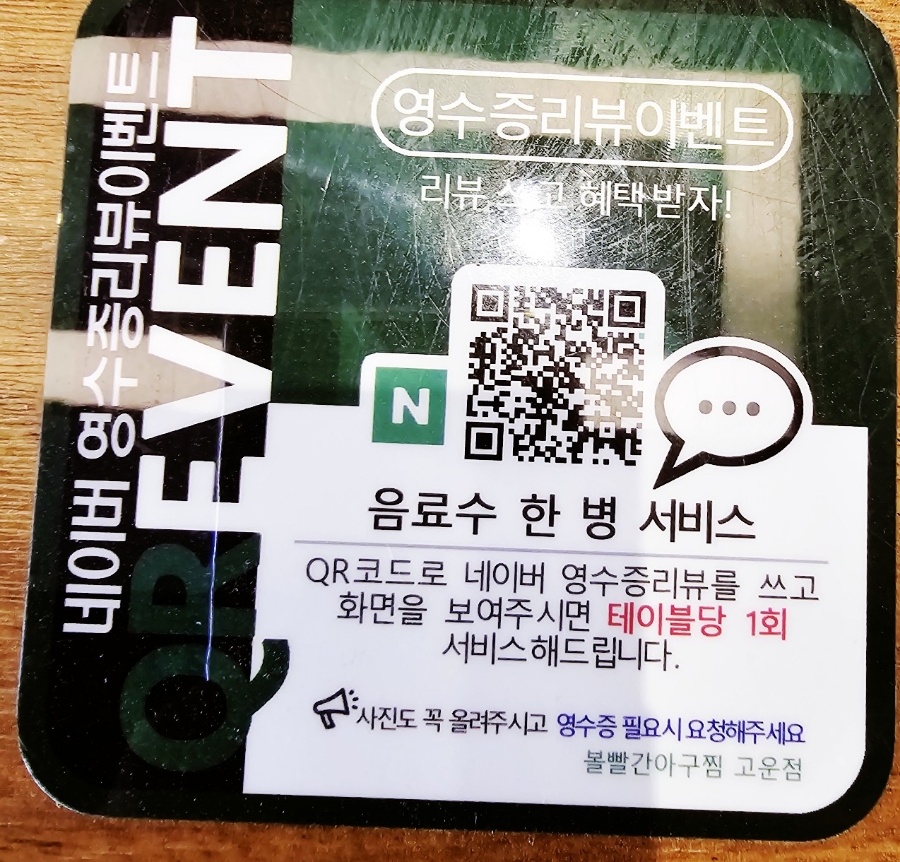 네이버 영수증리뷰이벤트
QR EVENT
영수증리뷰이벤트
리뷰 쓰고 혜택받자!
N
음료수 한 병 서비스
QR코드로 네이버 영수증리뷰를 쓰고
화면을 보여주시면 테이블당 1회
서비스해드립니다.
사진도 꼭 올려주시고 영수증 필요시 요청해주세요
볼빨간아구찜 고운점